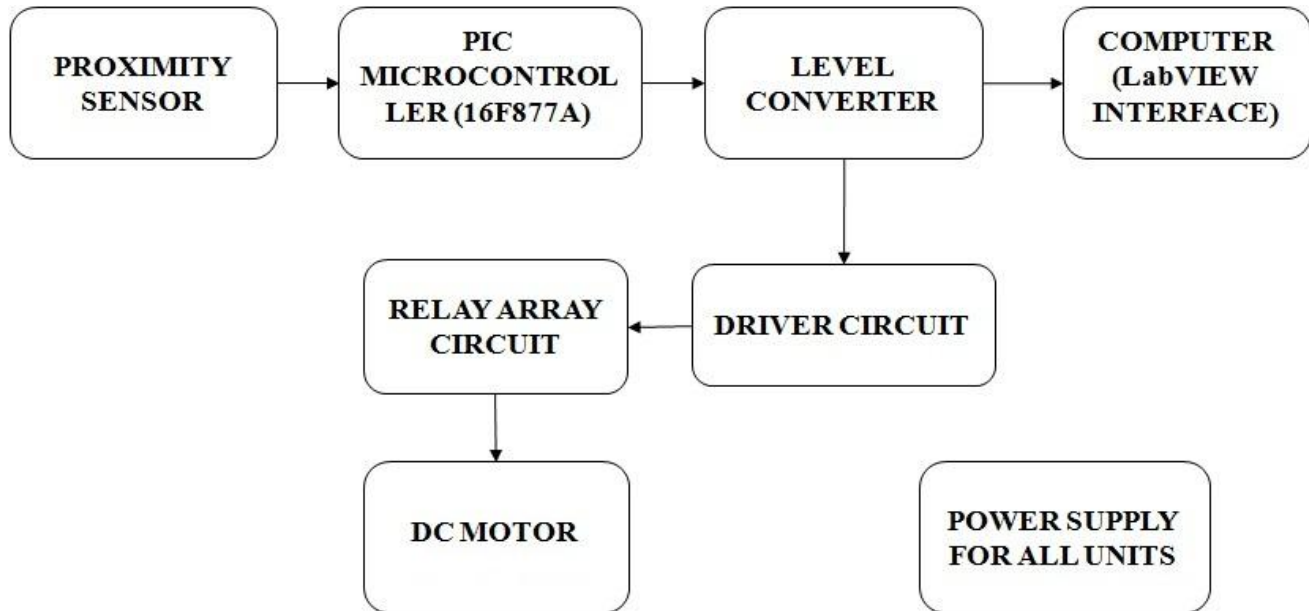 PROXIMITY
SENSOR
PIC
MICROCONTROL
LER (16F877A)
LEVEL
CONVERTER
COMPUTER
(LabVIEW
INTERFACE)
RELAY ARRAY
CIRCUIT
DRIVER CIRCUIT
DC MOTOR
POWER SUPPLY
FOR ALL UNITS